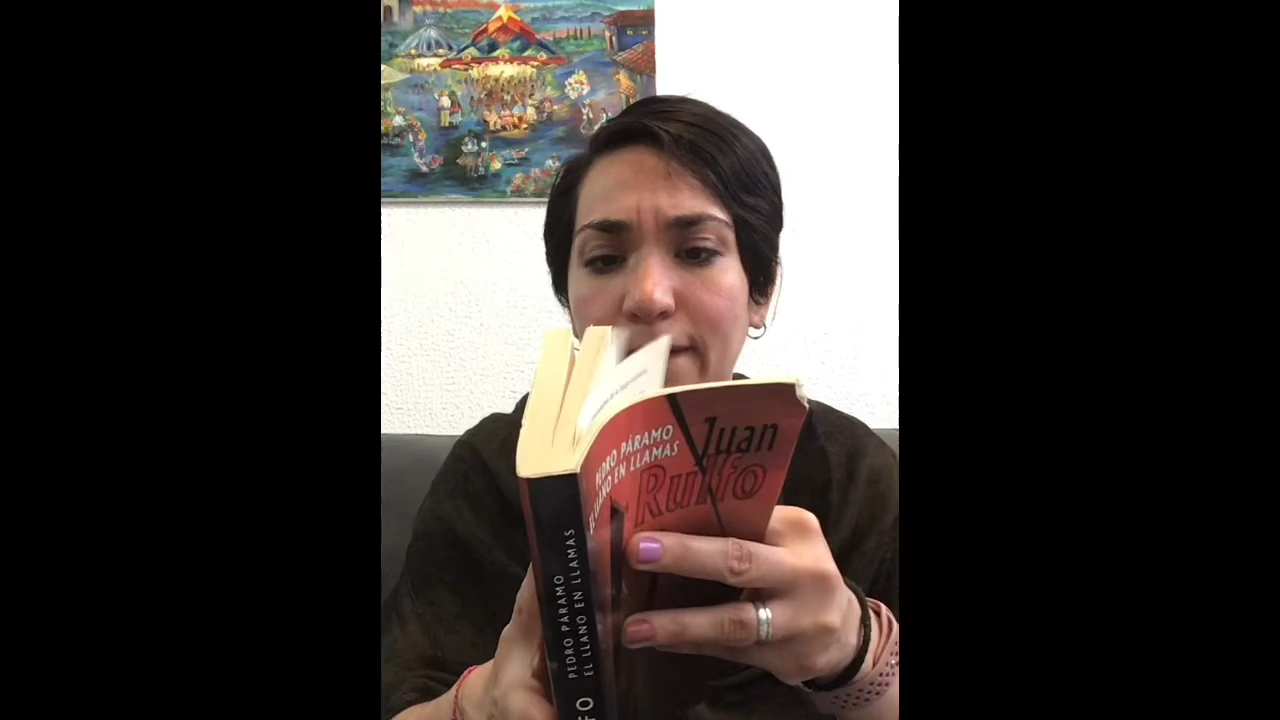 PEDRO PÁRAMO
EL LLANO EN LLAMAS
Juan
Rulfo
PEDRO PÁRAMO
EL LLANO EN LLAMAS
FO